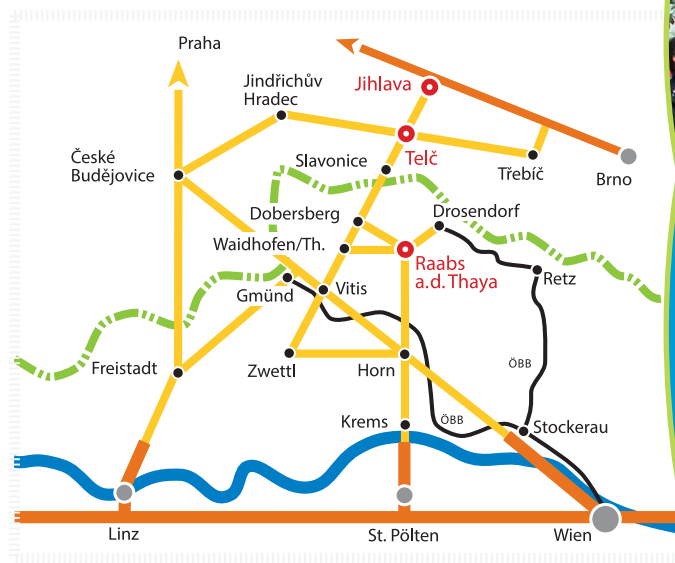 Praha
Jindřichův
Hradec
Jihlava
České
Budějovice
Slavonice
Telč
Třebíč
Brno
Dobersberg
Drosendorf
Waidhofen/Th.
Raabs
a.d. Thaya
Retz
Gmünd
Vitis
Freistadt
Zwettl
Horn
ÖBB
Krems
ÖBB
Stockerau
Linz
St. Pölten
Wien